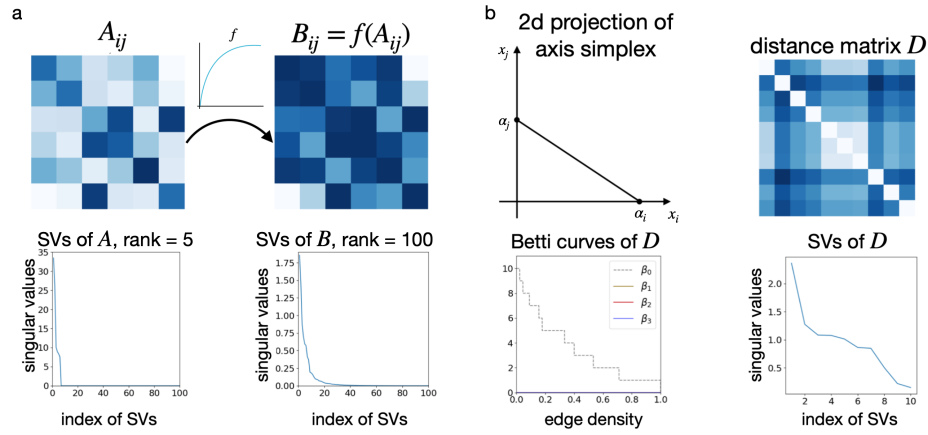 a
A_ij
f
B_ij = f(A_ij)
SVs of A, rank = 5
singular values
35
30
25
20
15
10
5
0
0 20 40 60 80 100
index of SVs
SVs of B, rank = 100
singular values
1.75
1.50
1.25
1.00
0.75
0.50
0.25
0.00
0 20 40 60 80 100
index of SVs
b
2d projection of
axis simplex
x_j
α_j
α_i
x_i
distance matrix D
Betti curves of D
10
8
6
4
2
0
β_0
β_1
β_2
β_3
0.0 0.2 0.4 0.6 0.8 1.0
edge density
SVs of D
singular values
2.0
1.5
1.0
0.5
2 4 6 8 10
index of SVs